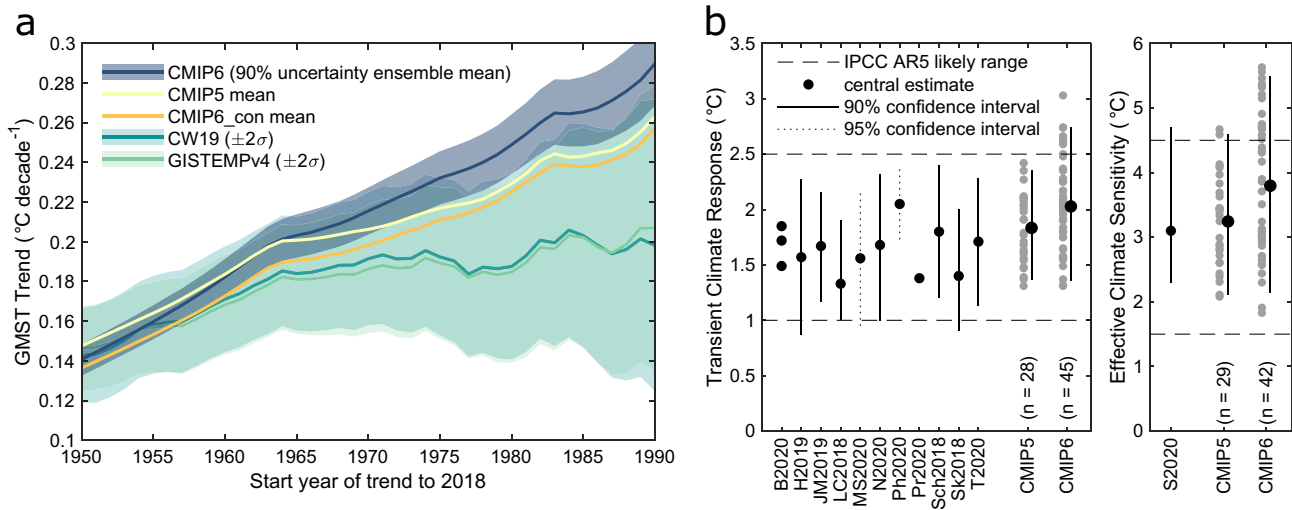 a
GMST Trend (°C decade⁻¹)
0.3
0.28
0.26
0.24
0.22
0.2
0.18
0.16
0.14
0.12
0.1
CMIP6 (90% uncertainty ensemble mean)
CMIP5 mean
CMIP6_con mean
CW19 (±2σ)
GISTEMPv4 (±2σ)
1950 1955 1960 1965 1970 1975 1980 1985 1990
Start year of trend to 2018
b
Transient Climate Response (°C)
3.5
3
2.5
2
1.5
1
0.5
0
IPCC AR5 likely range
central estimate
90% confidence interval
95% confidence interval
(n = 28)
(n = 45)
B2020
H2019
JM2019
LC2018
MS2020
N2020
Ph2020
Pr2020
Sch2018
Sk2018
T2020
CMIP5
CMIP6
Effective Climate Sensitivity (°C)
6
5
4
3
2
1
0
(n = 29)
(n = 42)
S2020
CMIP5
CMIP6